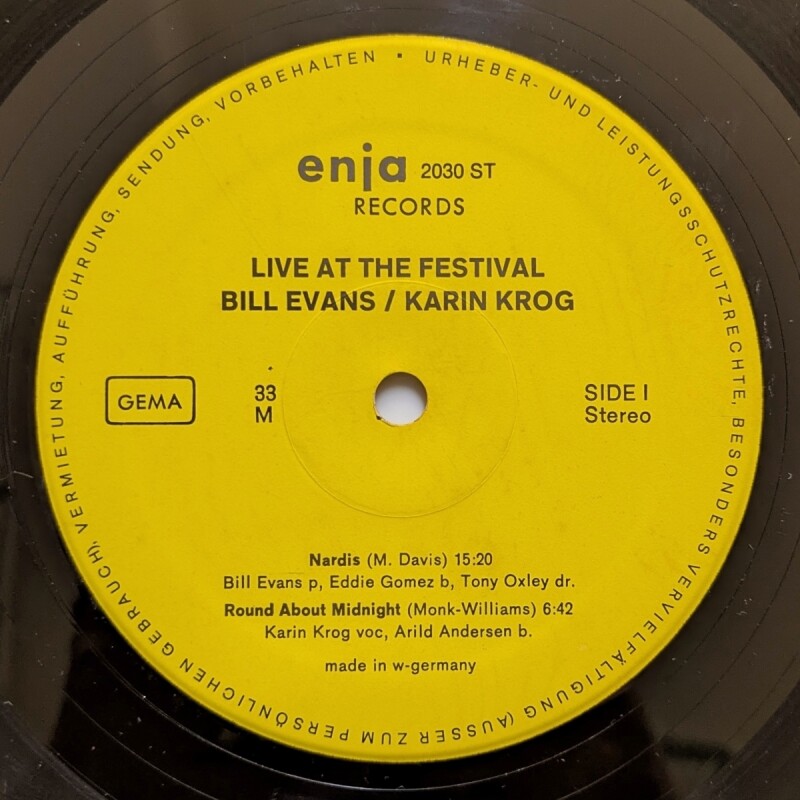 URHEBER- UND LEISTUNGSSCHUTZRECHTE, BESONDERS VERVIELFÄLTIGUNG (AUSSER ZUM PERSÖNLICHEN GEBRAUCH), VERMIETUNG, AUFFÜHRUNG, SENDUNG, VORBEHALTEN •
enja 2030 ST
RECORDS
LIVE AT THE FESTIVAL
BILL EVANS / KARIN KROG
GEMA
33
M
SIDE I
Stereo
Nardis (M. Davis) 15:20
Bill Evans p, Eddie Gomez b, Tony Oxley dr.
Round About Midnight (Monk-Williams) 6:42
Karin Krog voc, Arild Andersen b.
made in w-germany